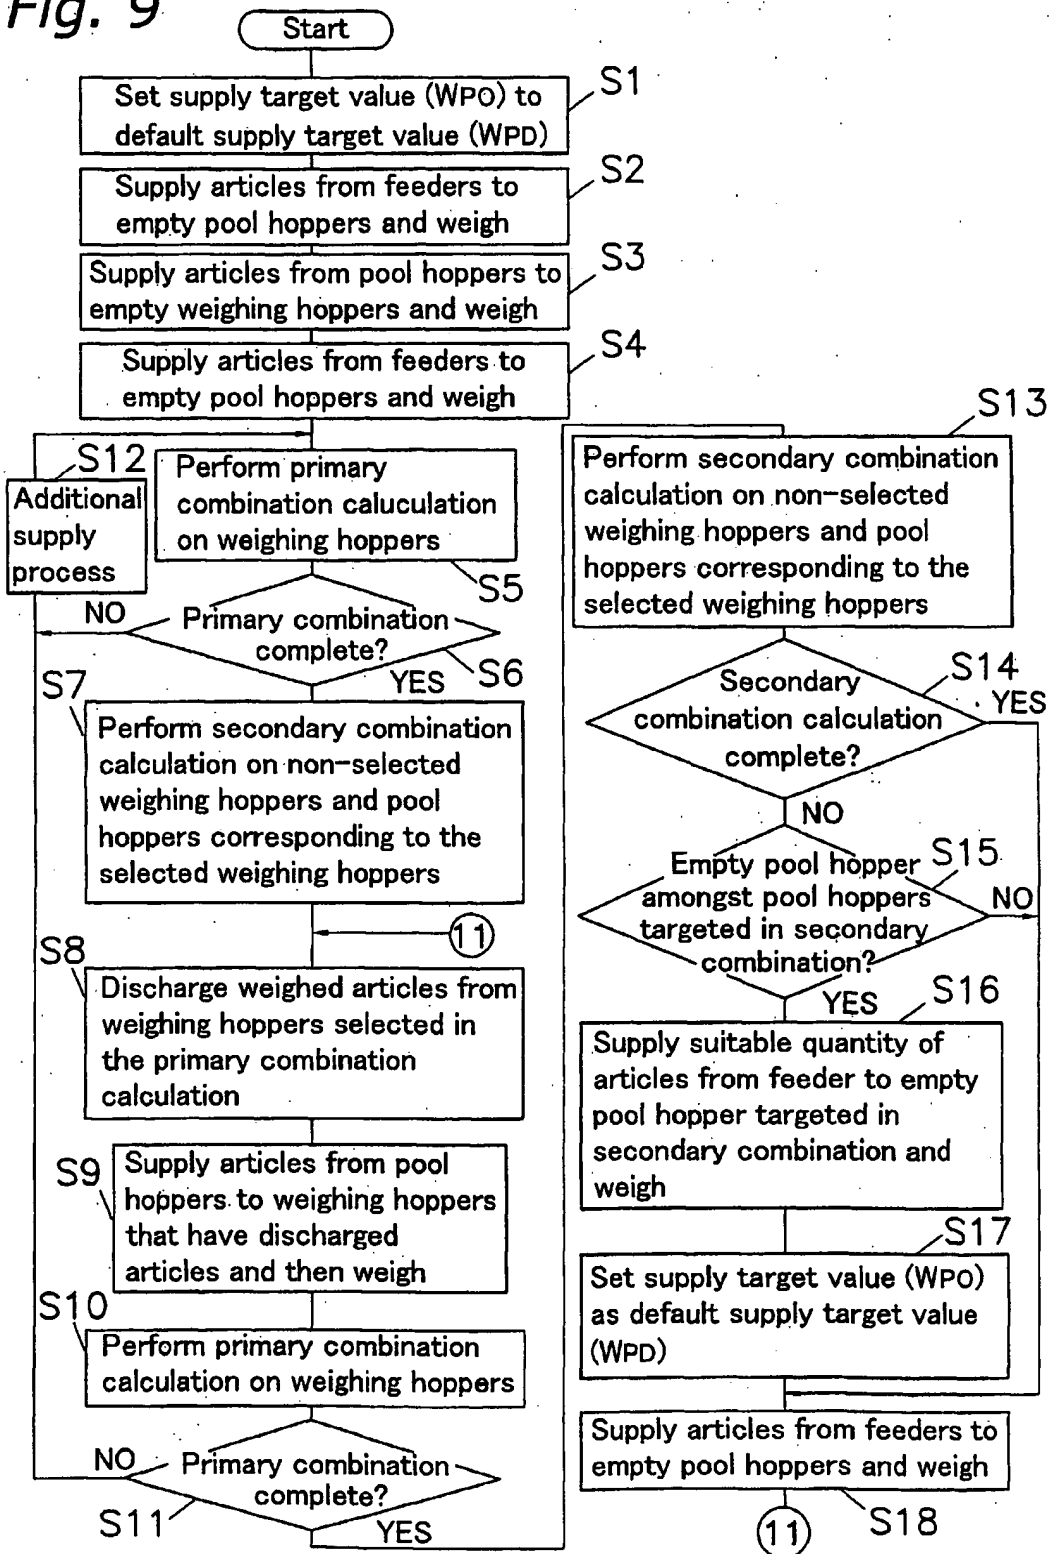 Fig. 9
Start
S1
Set supply target value (WPO) to
default supply target value (WPD)
S2
Supply articles from feeders to
empty pool hoppers and weigh
S3
Supply articles from pool hoppers to
empty weighing hoppers and weigh
S4
Supply articles from feeders to
empty pool hoppers and weigh
S12
Additional
supply
process
Perform primary
combination caluculation
on weighing hoppers
S5
NO
Primary combination
complete?
S6
YES
S7
Perform secondary combination
calculation on non-selected
weighing hoppers and pool
hoppers corresponding to the
selected weighing hoppers
11
S8
Discharge weighed articles from
weighing hoppers selected in
the primary combination
calculation
S9
Supply articles from pool
hoppers to weighing hoppers
that have discharged
articles and then weigh
S10
Perform primary combination
calculation on weighing hoppers
NO
Primary combination
complete?
S11
YES
S13
Perform secondary combination
calculation on non-selected
weighing hoppers and pool
hoppers corresponding to the
selected weighing hoppers
S14
Secondary
combination calculation
complete?
YES
NO
Empty pool hopper
S15
amongst pool hoppers
targeted in secondary
combination?
NO
YES
S16
Supply suitable quantity of
articles from feeder to empty
pool hopper targeted in
secondary combination and
weigh
S17
Set supply target value (WPO)
as default supply target value
(WPD)
Supply articles from feeders to
empty pool hoppers and weigh
S18
11